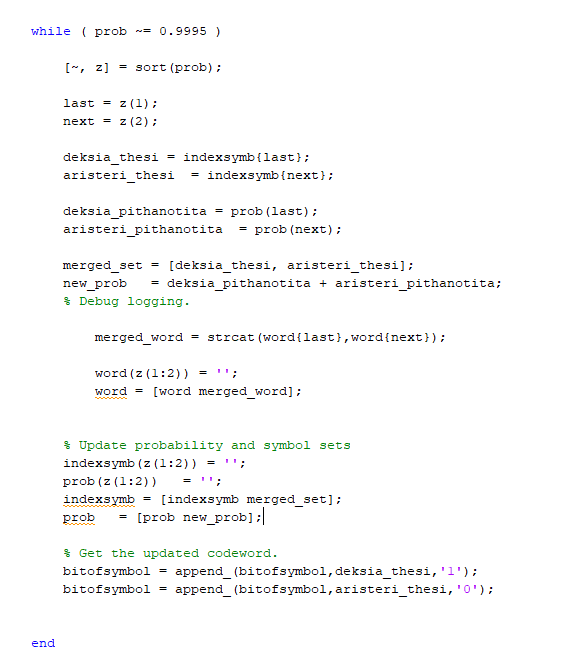 while ( prob ~= 0.9995 )
[~, z] = sort(prob);
last = z(1);
next = z(2);
deksia_thesi = indexsymb{last};
aristeri_thesi  = indexsymb{next};
deksia_pithanotita = prob(last);
aristeri_pithanotita  = prob(next);
merged_set = [deksia_thesi, aristeri_thesi];
new_prob   = deksia_pithanotita + aristeri_pithanotita;
% Debug logging.
merged_word = strcat(word{last},word{next});
word(z(1:2)) = '';
word = [word merged_word];
% Update probability and symbol sets
indexsymb(z(1:2)) = '';
prob(z(1:2))   = '';
indexsymb = [indexsymb merged_set];
prob   = [prob new_prob];
% Get the updated codeword.
bitofsymbol = append_(bitofsymbol,deksia_thesi,'1');
bitofsymbol = append_(bitofsymbol,aristeri_thesi,'0');
end